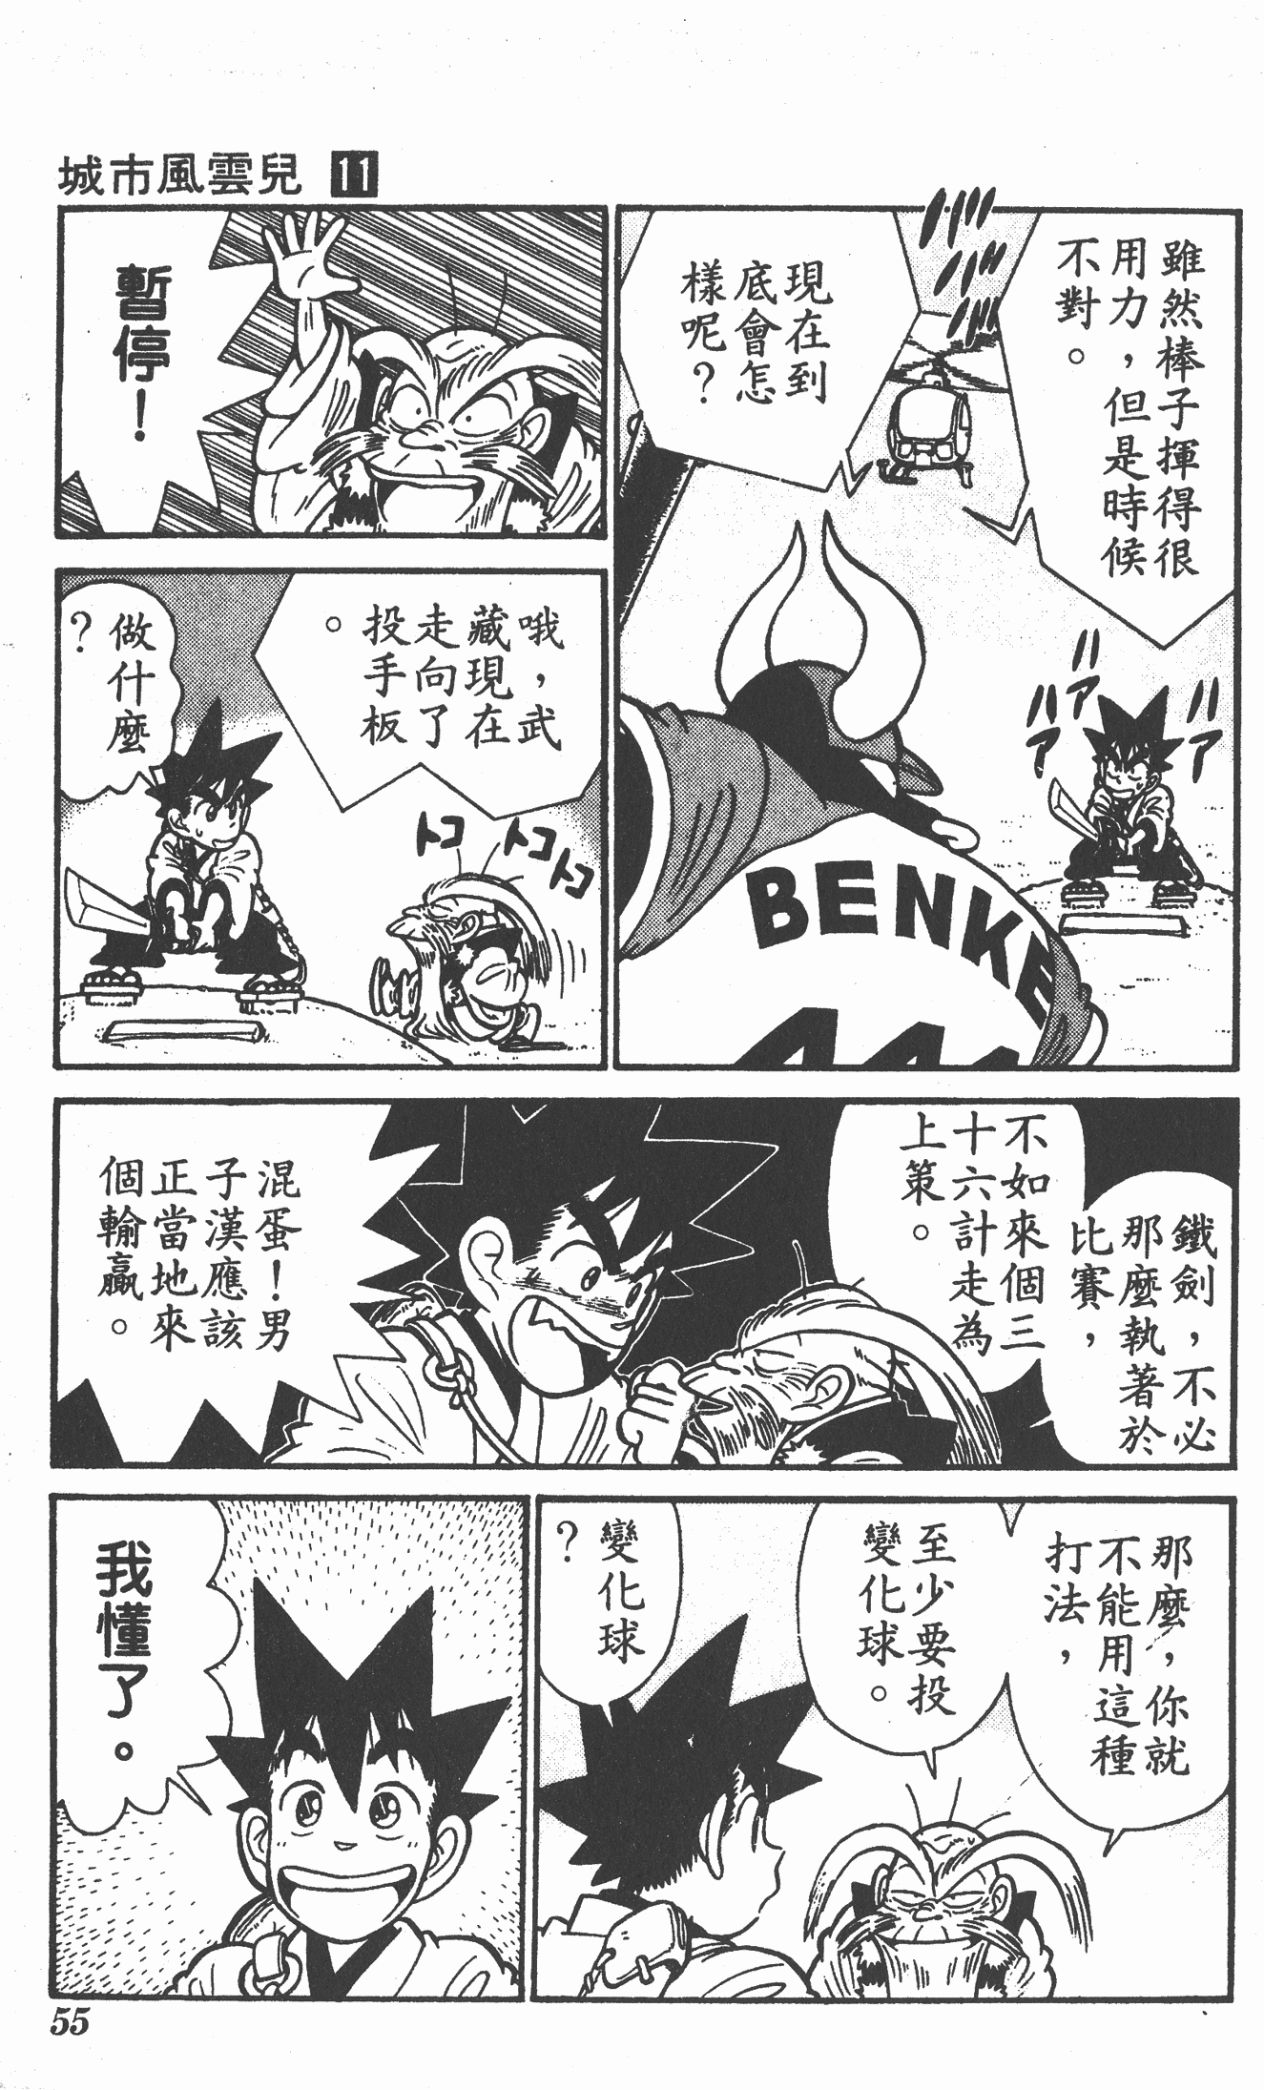 城市風雲兒 11
雖然棒子揮得很
用力，但是時候
不對。
現在到
底會怎
樣呢？
BENKE
444
ハァ
ハァ
ハァ
暫停！
哦，武
藏現在
走向了
投手板
。
做什麼
？
トコ
トコトコ
鐵劍，不必
那麼執著於
比賽，
不如來個三
十六計走為
上策。
混蛋！男
子漢應該
正當地來
個輸贏。
那麼，你就
不能用這種
打法，
至少要投
變化球。
變化球
？
我懂了。
55